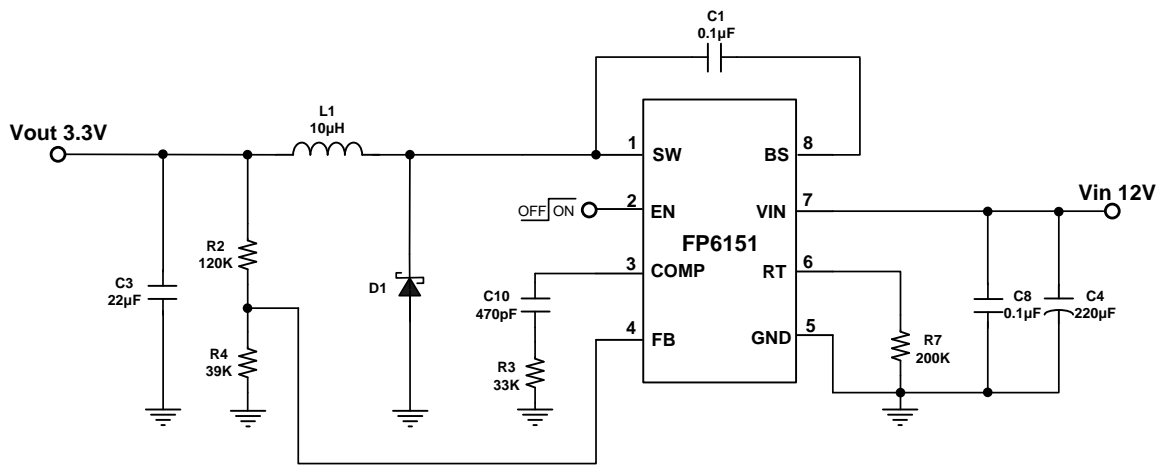 C1
0.1µF
L1
10µH
Vout 3.3V
1
SW
BS
8
Vin 12V
OFF ON
2
EN
VIN
7
FP6151
R2
120K
3
COMP
RT
6
C3
22µF
D1
C10
470pF
C8
0.1µF
C4
220µF
4
FB
GND
5
R4
39K
R3
33K
R7
200K